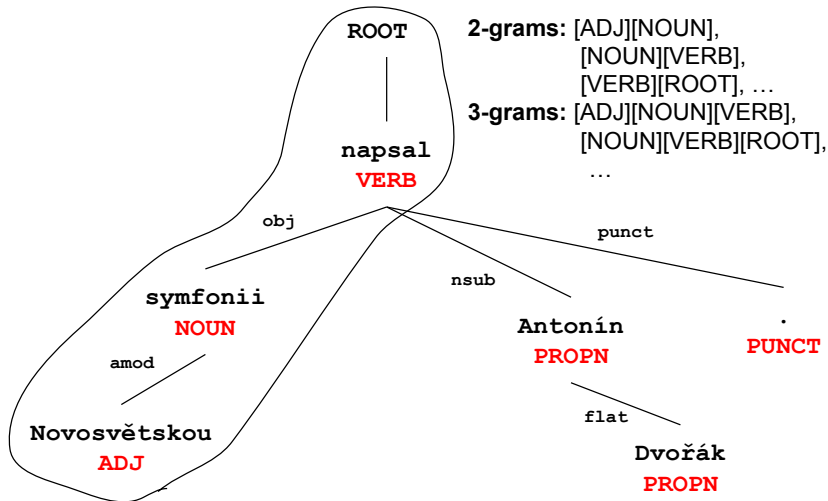 ROOT
2-grams: [ADJ][NOUN],
[NOUN][VERB],
[VERB][ROOT], …
3-grams: [ADJ][NOUN][VERB],
[NOUN][VERB][ROOT],
…
napsal
VERB
obj
punct
nsub
symfonii
NOUN
Antonín
PROPN
.
PUNCT
amod
flat
Novosvětskou
ADJ
Dvořák
PROPN